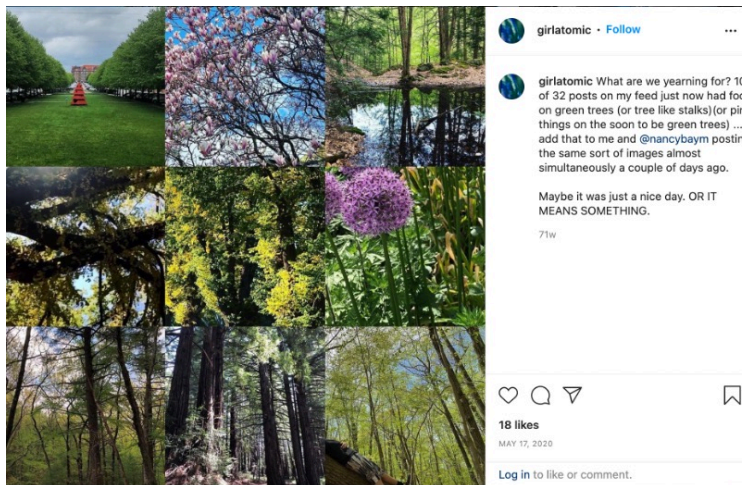 girlatomic • Follow
girlatomic What are we yearning for? 10
of 32 posts on my feed just now had
on green trees (or tree like stalks)(or
things on the soon to be green trees) ...
add that to me and @nancybaym
the same sort of images almost
simultaneously a couple of days ago.
Maybe it was just a nice day. OR IT
MEANS SOMETHING.
71w
18 likes
MAY 17, 2020
Log in to like or comment.